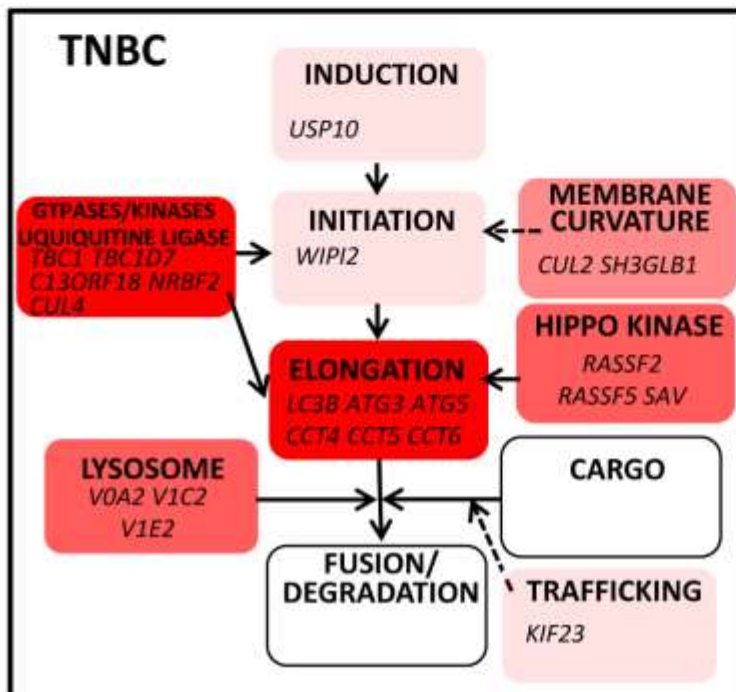 TNBC
INDUCTION
USP10
GTPASES/KINASES
UQUIQUITINE LIGASE
TBC1 TBC1D7
C13ORF18 NRBF2
CUL4
INITIATION
WIPI2
MEMBRANE
CURVATURE
CUL2 SH3GLB1
HIPPO KINASE
RASSF2
RASSF5 SAV
ELONGATION
LC3B ATG3 ATG5
CCT4 CCT5 CCT6
LYSOSOME
V0A2 V1C2
V1E2
CARGO
FUSION/
DEGRADATION
TRAFFICKING
KIF23